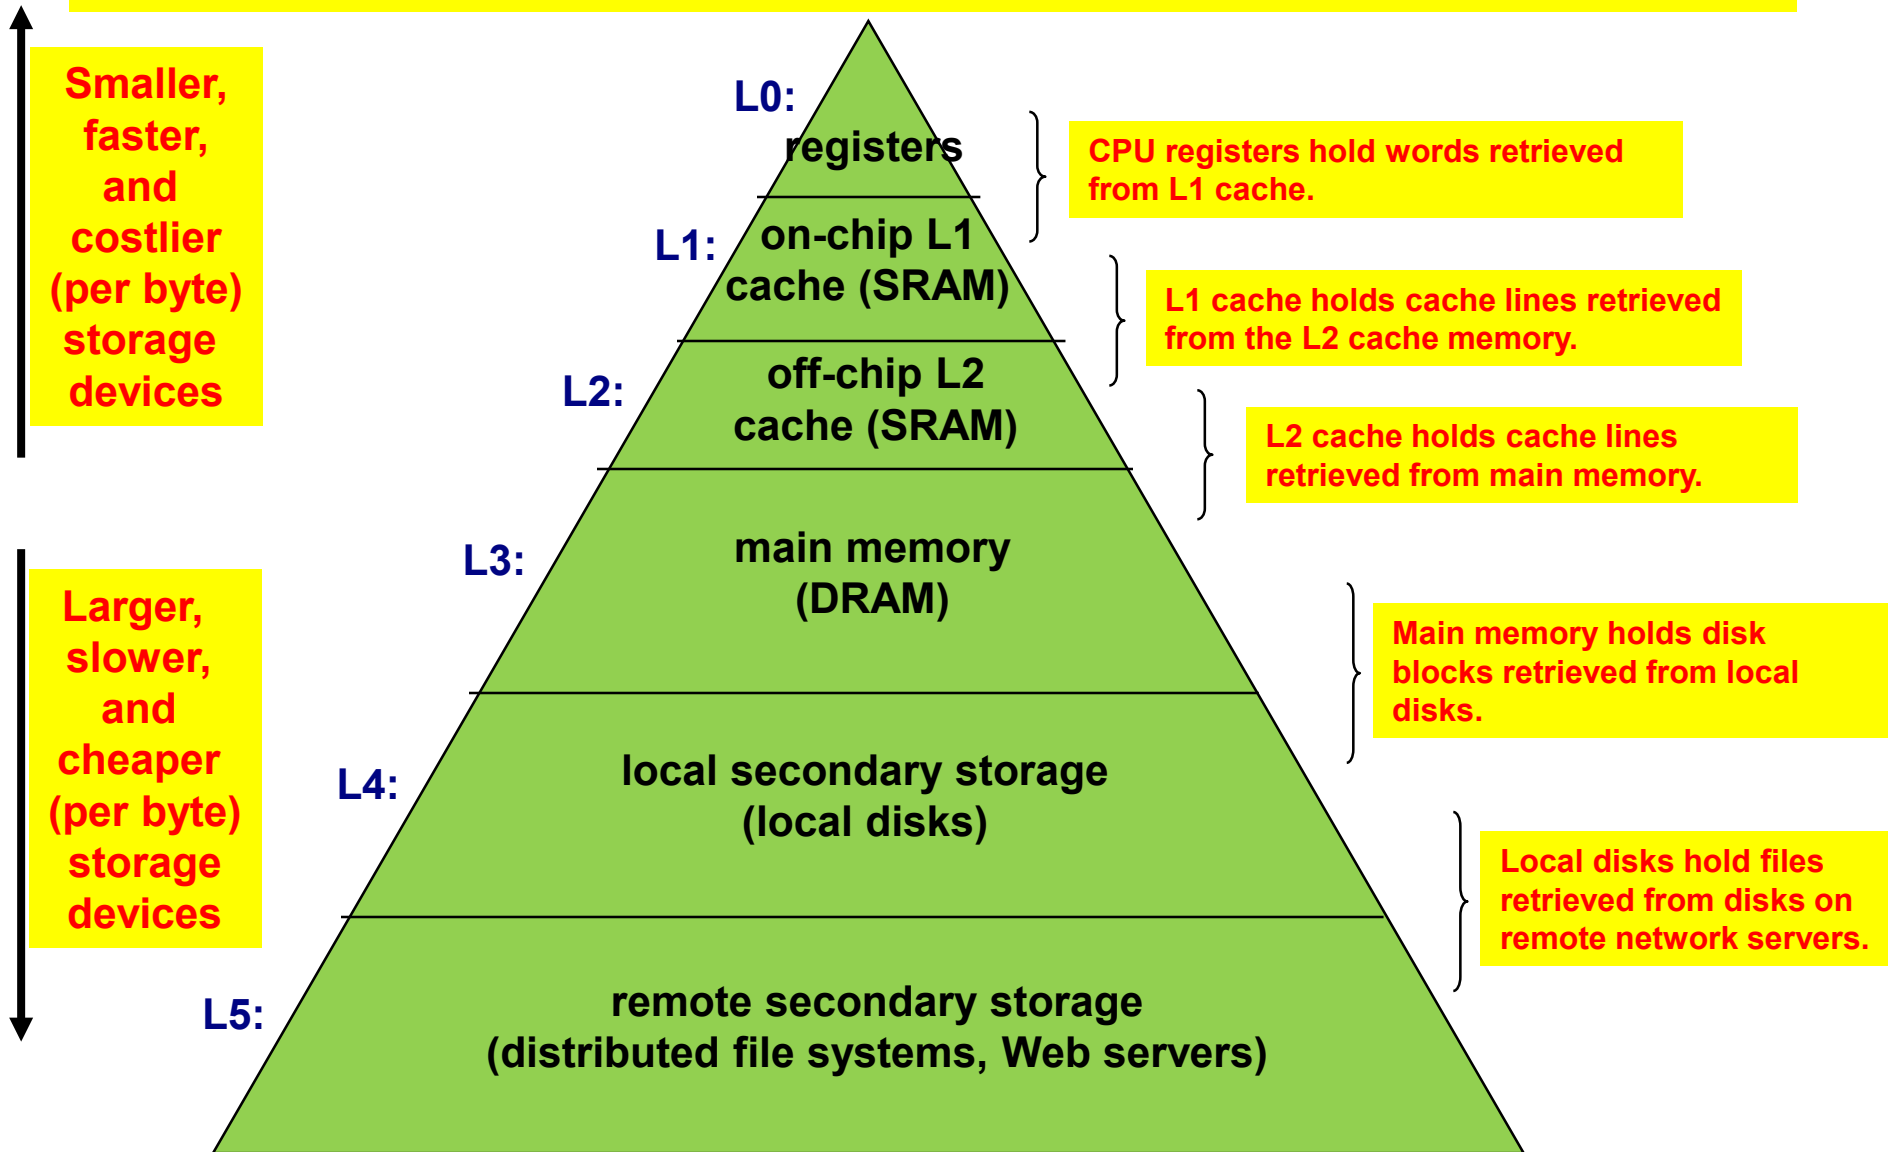 Smaller,
faster,
and
costlier
(per byte)
storage
devices
Larger,
slower,
and
cheaper
(per byte)
storage
devices
L0:
registers
L1:
on-chip L1
cache (SRAM)
L2:
off-chip L2
cache (SRAM)
L3:
main memory
(DRAM)
L4:
local secondary storage
(local disks)
L5:
remote secondary storage
(distributed file systems, Web servers)
CPU registers hold words retrieved
from L1 cache.
L1 cache holds cache lines retrieved
from the L2 cache memory.
L2 cache holds cache lines
retrieved from main memory.
Main memory holds disk
blocks retrieved from local
disks.
Local disks hold files
retrieved from disks on
remote network servers.